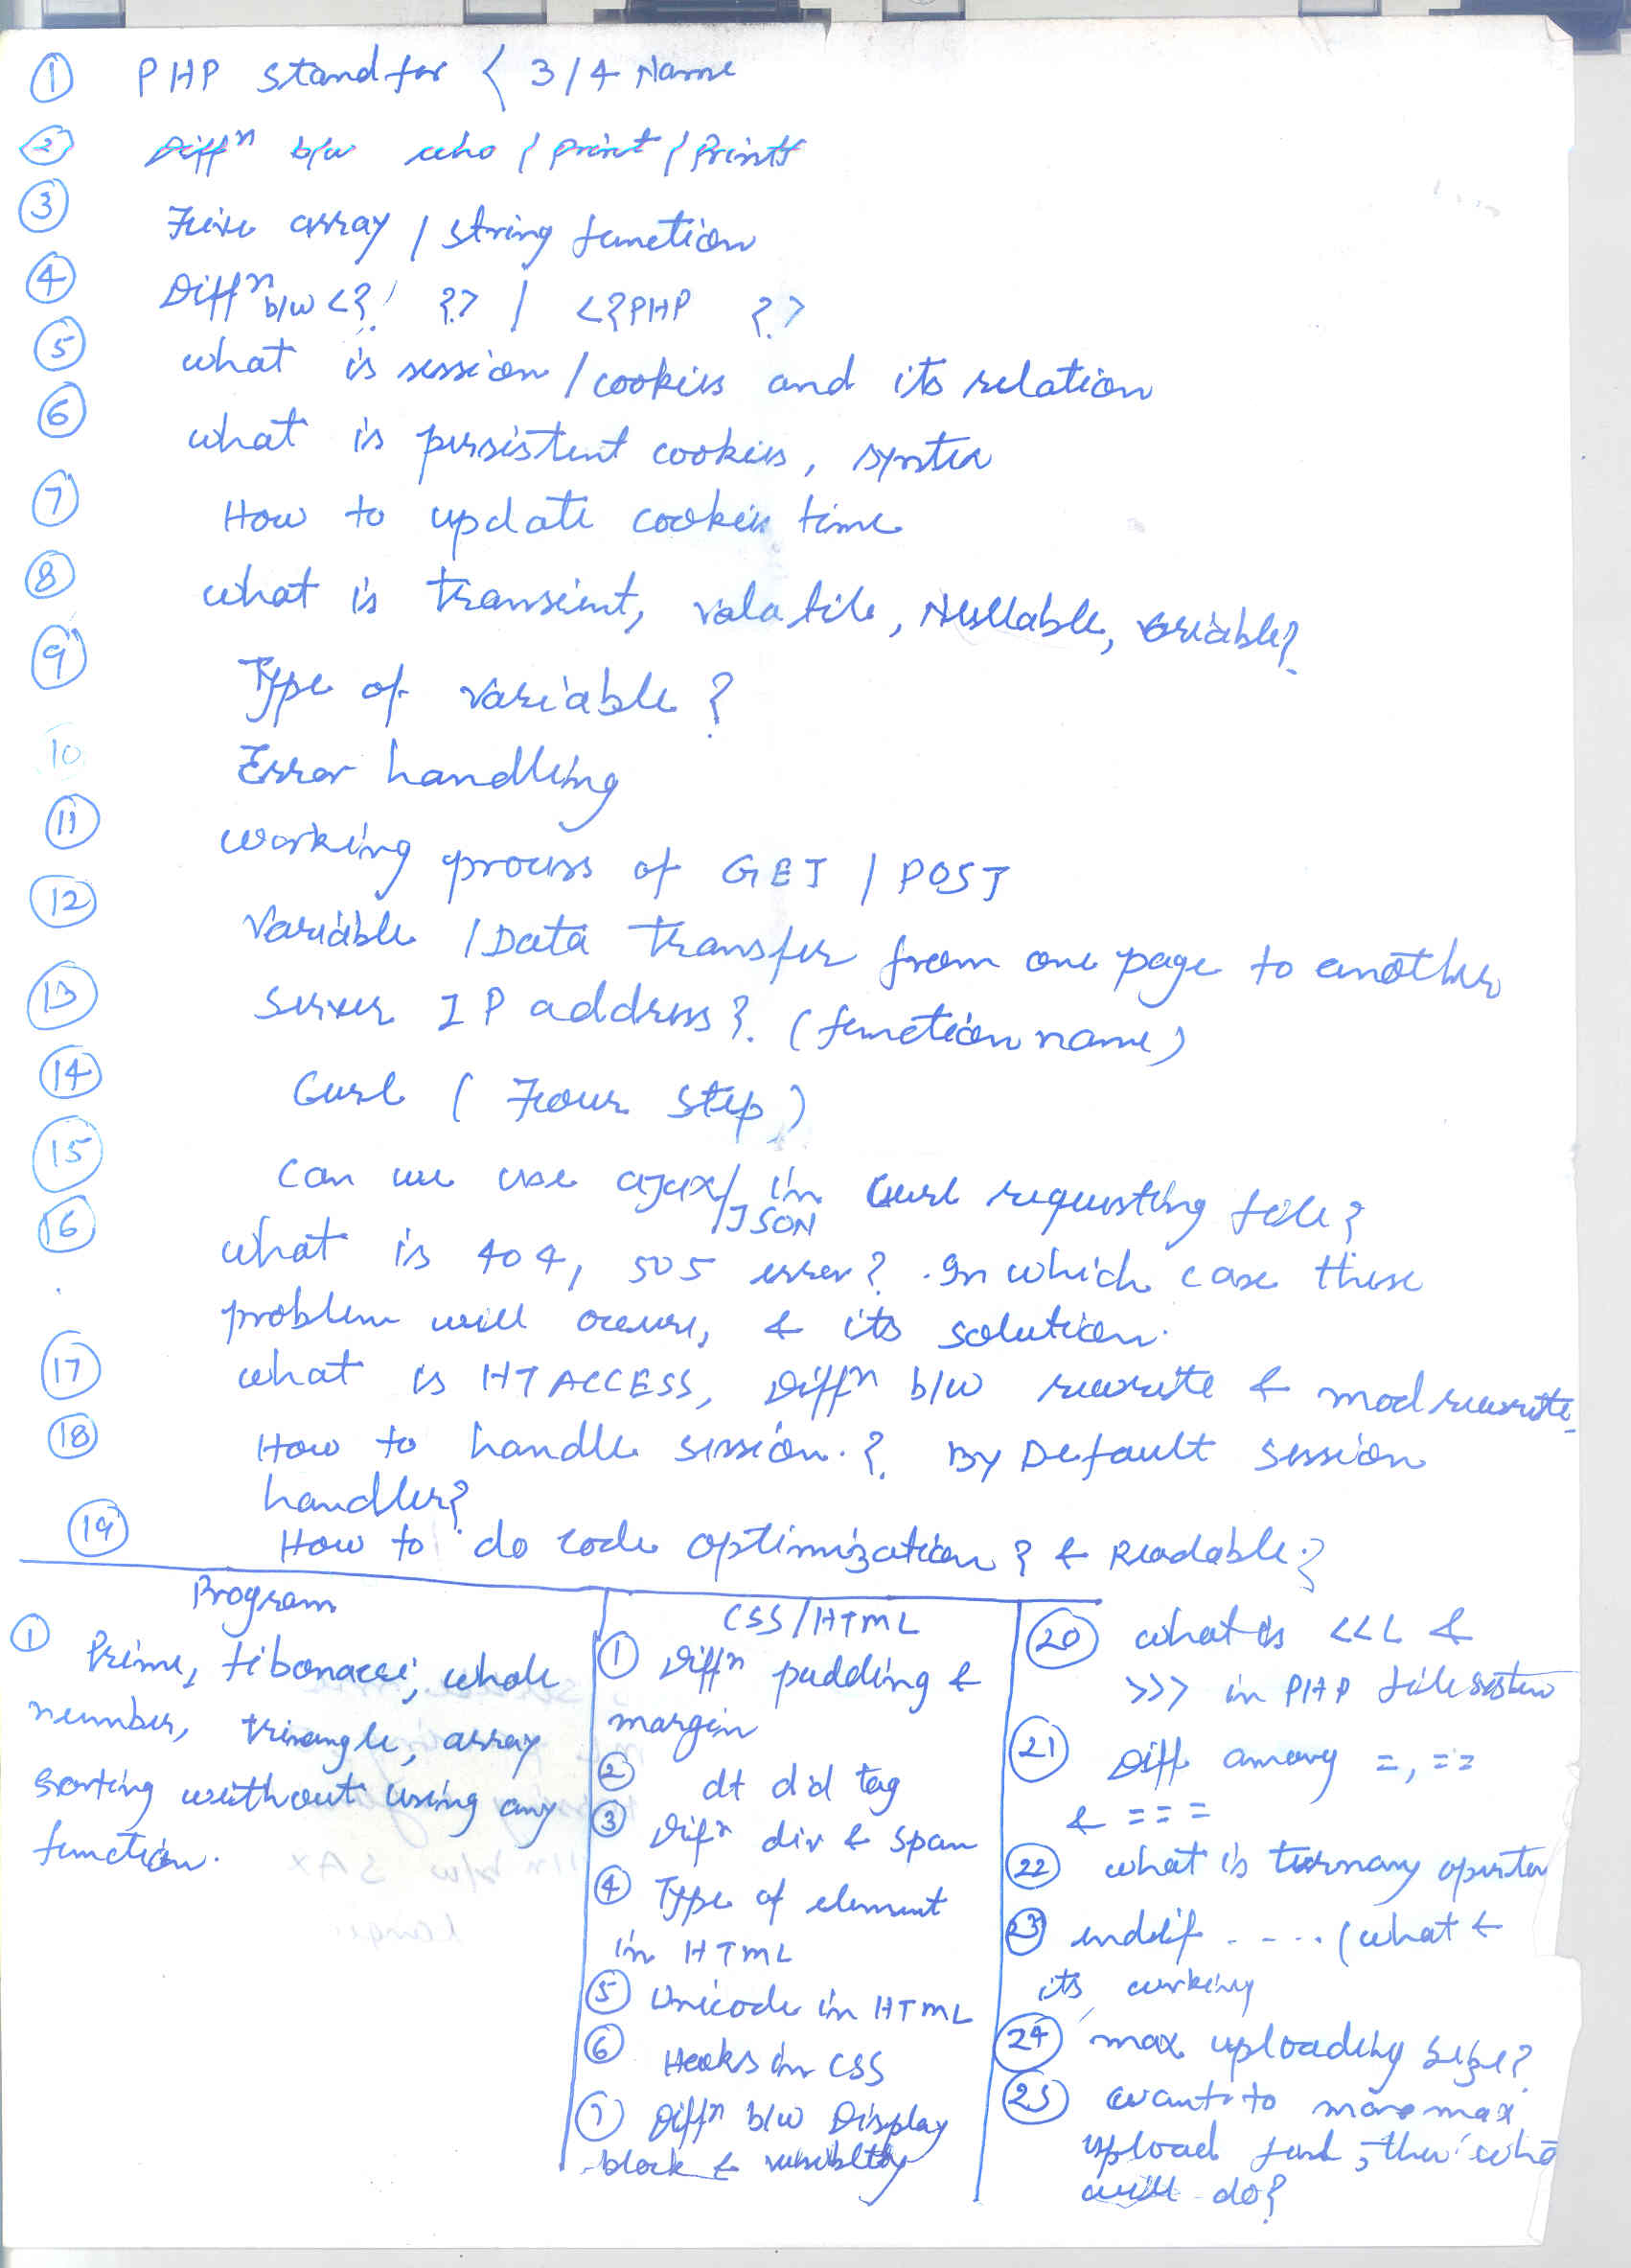 ① PHP stand for < 3/4 Name
② Diffn b/w echo / print / Printf
③ Five array / string function
④ Diffn b/w <? ?> / <?PHP ?>
⑤ what is session / cookies and its relation
⑥ what is persistent cookies, syntex
⑦ How to update cookies time
⑧ what is transient, volatile, Nullable, variable?
⑨ Type of variable?
10 Error handling
⑪ working process of GET / POST
⑫ Variable / Data transfer from one page to another
⑬ Server IP address? (function name)
⑭ Curl ( Four step )
⑮ Can we use ajax/ JSON in Curl requesting file?
⑯ what is 404, 505 error? In which case these
problem will occurs, & its solution.
⑰ what is HTACCESS, Diffn b/w rewrite & mod rewrite.
⑱ How to handle session.? By Default session
handler?
⑲ How to do code optimization? & Readable?
Program
① Prime, fibonacci, whole
number, triangle, array
sorting without using any
function.
CSS/HTML
① Diffn padding &
margin
② dt dd tag
③ Difn div & span
④ Type of element
in HTML
⑤ Unicode in HTML
⑥ Hacks in CSS
⑦ Diffn b/w Display
block & visiblty
⑳ what is <<< &
>>> in PHP file system
㉑ Diff among =, ==
& ===
㉒ what is ternary
㉓ endif ..... (what &
its working
㉔ max uploading size?
㉕ want to more max
upload, then
will do?